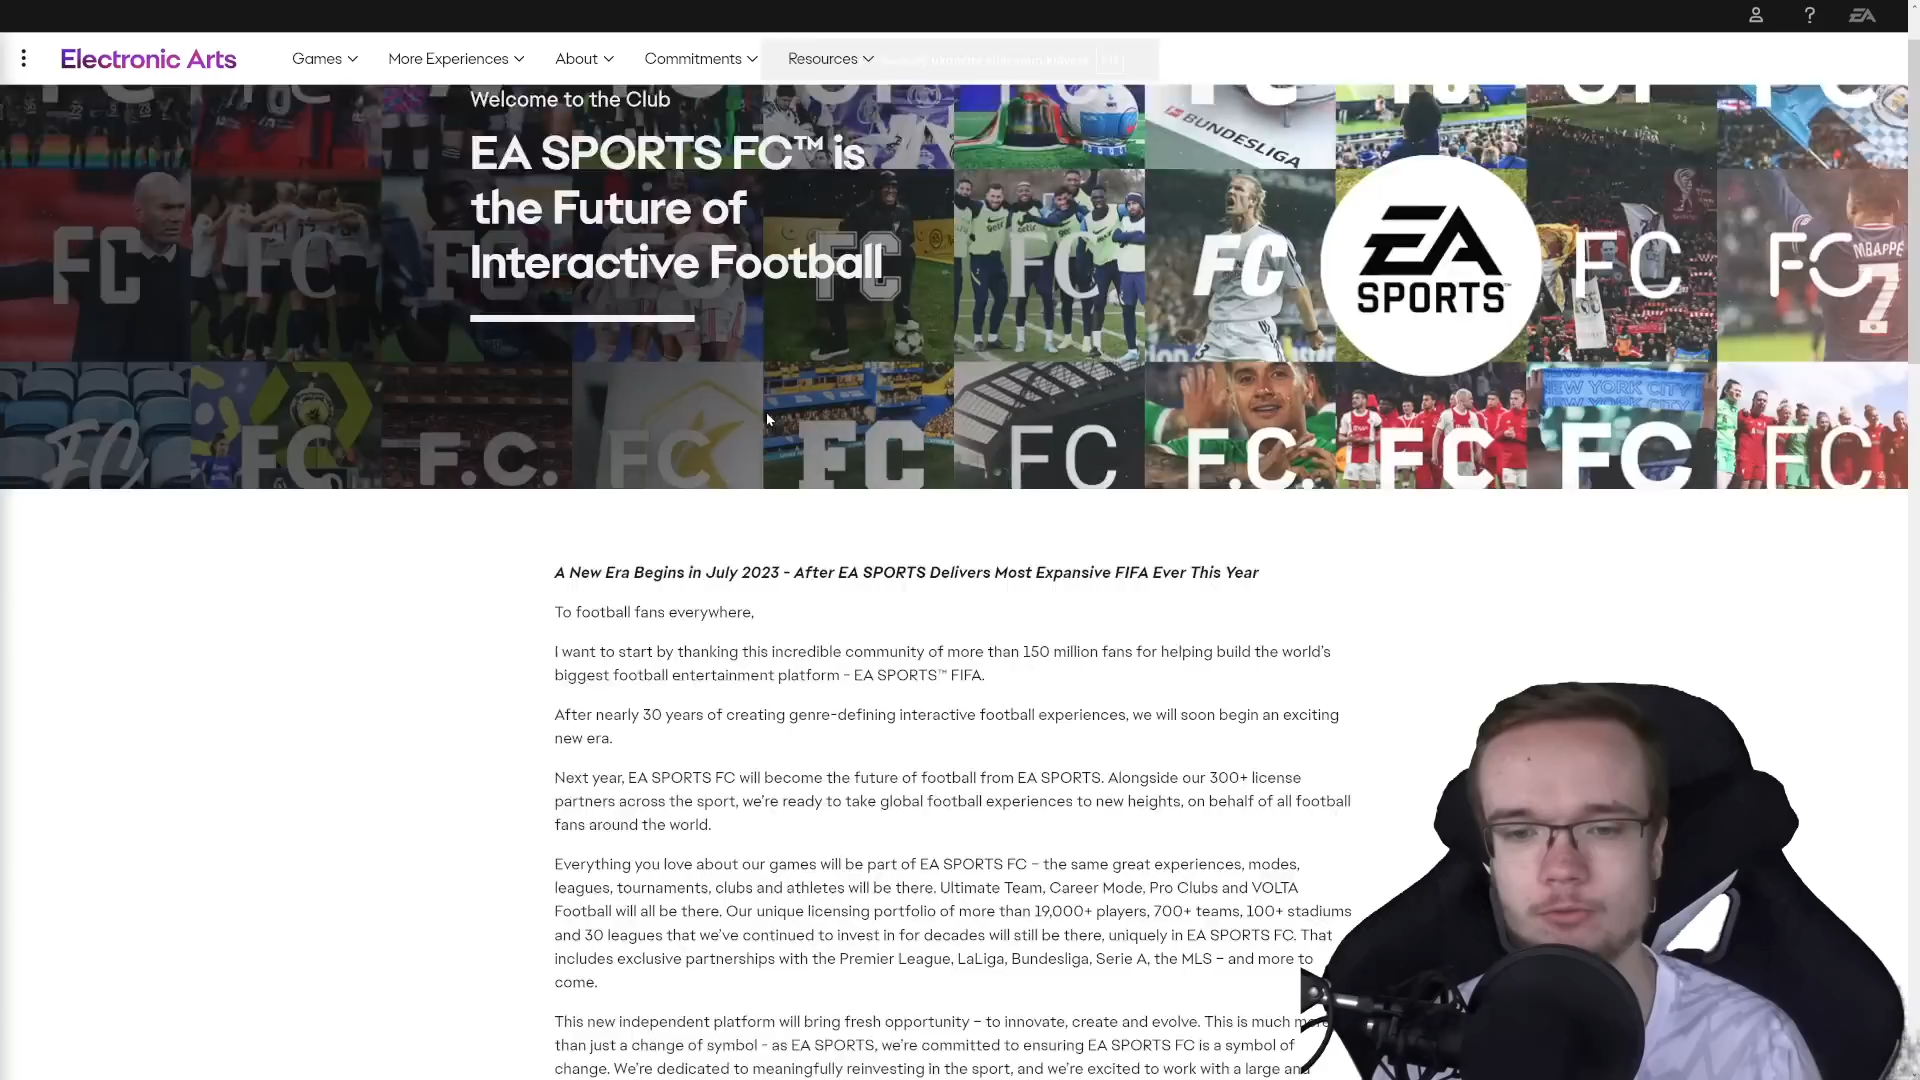 EA
Electronic Arts
Games
More Experiences
About
Commitments
Resources
Welcome to the Club
EA SPORTS FC™ is
the Future of
Interactive Football
BUNDESLIGA
FC
FC
FC
FC
FC
FC
EA
SPORTS™
FC
FC
MBAPPE
7
NEW YORK CITY
FC
FC
F.C.
FC
FC
FC
F.C.
FC
FC
FC
A New Era Begins in July 2023 - After EA SPORTS Delivers Most Expansive FIFA Ever This Year
To football fans everywhere,
I want to start by thanking this incredible community of more than 150 million fans for helping build the world's
biggest football entertainment platform - EA SPORTS™ FIFA.
After nearly 30 years of creating genre-defining interactive football experiences, we will soon begin an exciting
new era.
Next year, EA SPORTS FC will become the future of football from EA SPORTS. Alongside our 300+ license
partners across the sport, we're ready to take global football experiences to new heights, on behalf of all football
fans around the world.
Everything you love about our games will be part of EA SPORTS FC – the same great experiences, modes,
leagues, tournaments, clubs and athletes will be there. Ultimate Team, Career Mode, Pro Clubs and VOLTA
Football will all be there. Our unique licensing portfolio of more than 19,000+ players, 700+ teams, 100+ stadiums
and 30 leagues that we've continued to invest in for decades will still be there, uniquely in EA SPORTS FC. That
includes exclusive partnerships with the Premier League, LaLiga, Bundesliga, Serie A, the MLS – and more to
come.
This new independent platform will bring fresh opportunity – to innovate, create and evolve. This is much more
than just a change of symbol - as EA SPORTS, we're committed to ensuring EA SPORTS FC is a symbol of
change. We're dedicated to meaningfully reinvesting in the sport, and we're excited to work with a large and